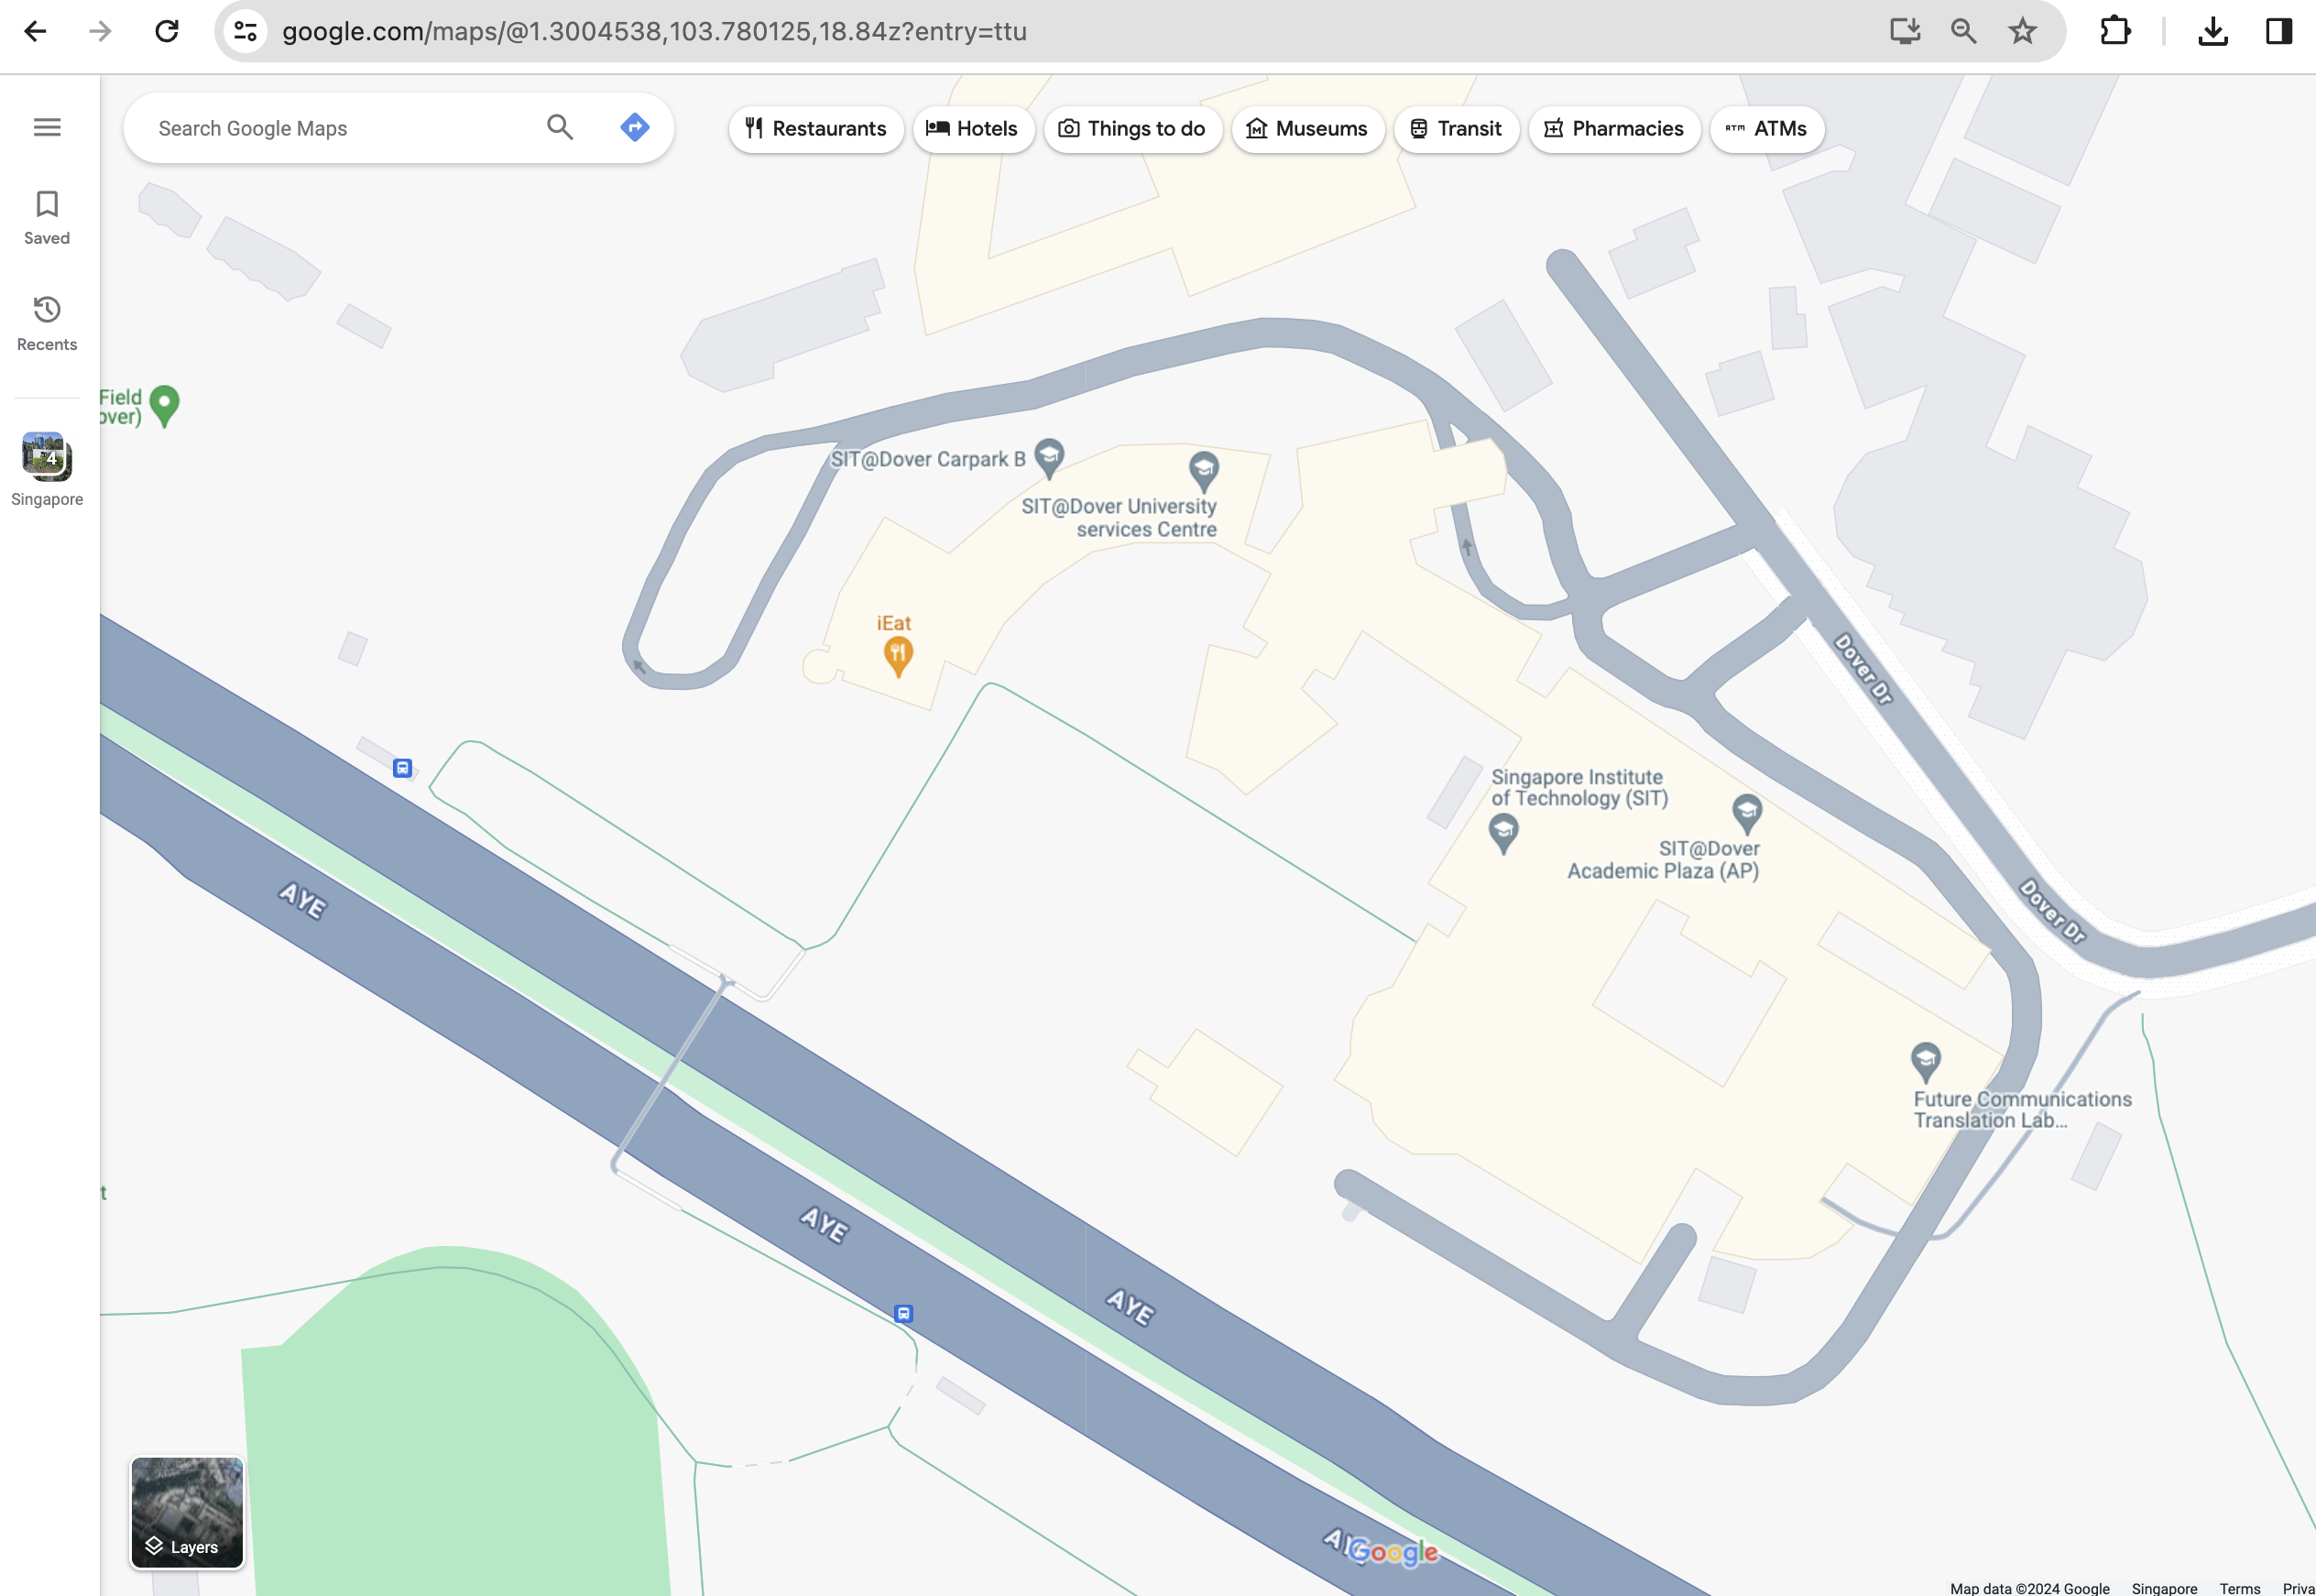 google.com/maps/@1.3004538,103.780125,18.84z?entry=ttu
Search Google Maps
Restaurants
Hotels
Things to do
Museums
Transit
Pharmacies
ATM ATMs
Saved
Recents
4
Singapore
Field
over)
SIT@Dover Carpark B
SIT@Dover University
services Centre
iEat
Dover Dr
Singapore Institute
of Technology (SIT)
SIT@Dover
Academic Plaza (AP)
Dover Dr
AYE
Future Communications
Translation Lab...
t
AYE
AYE
Layers
Google
Map data ©2024 Google Singapore Terms Priva